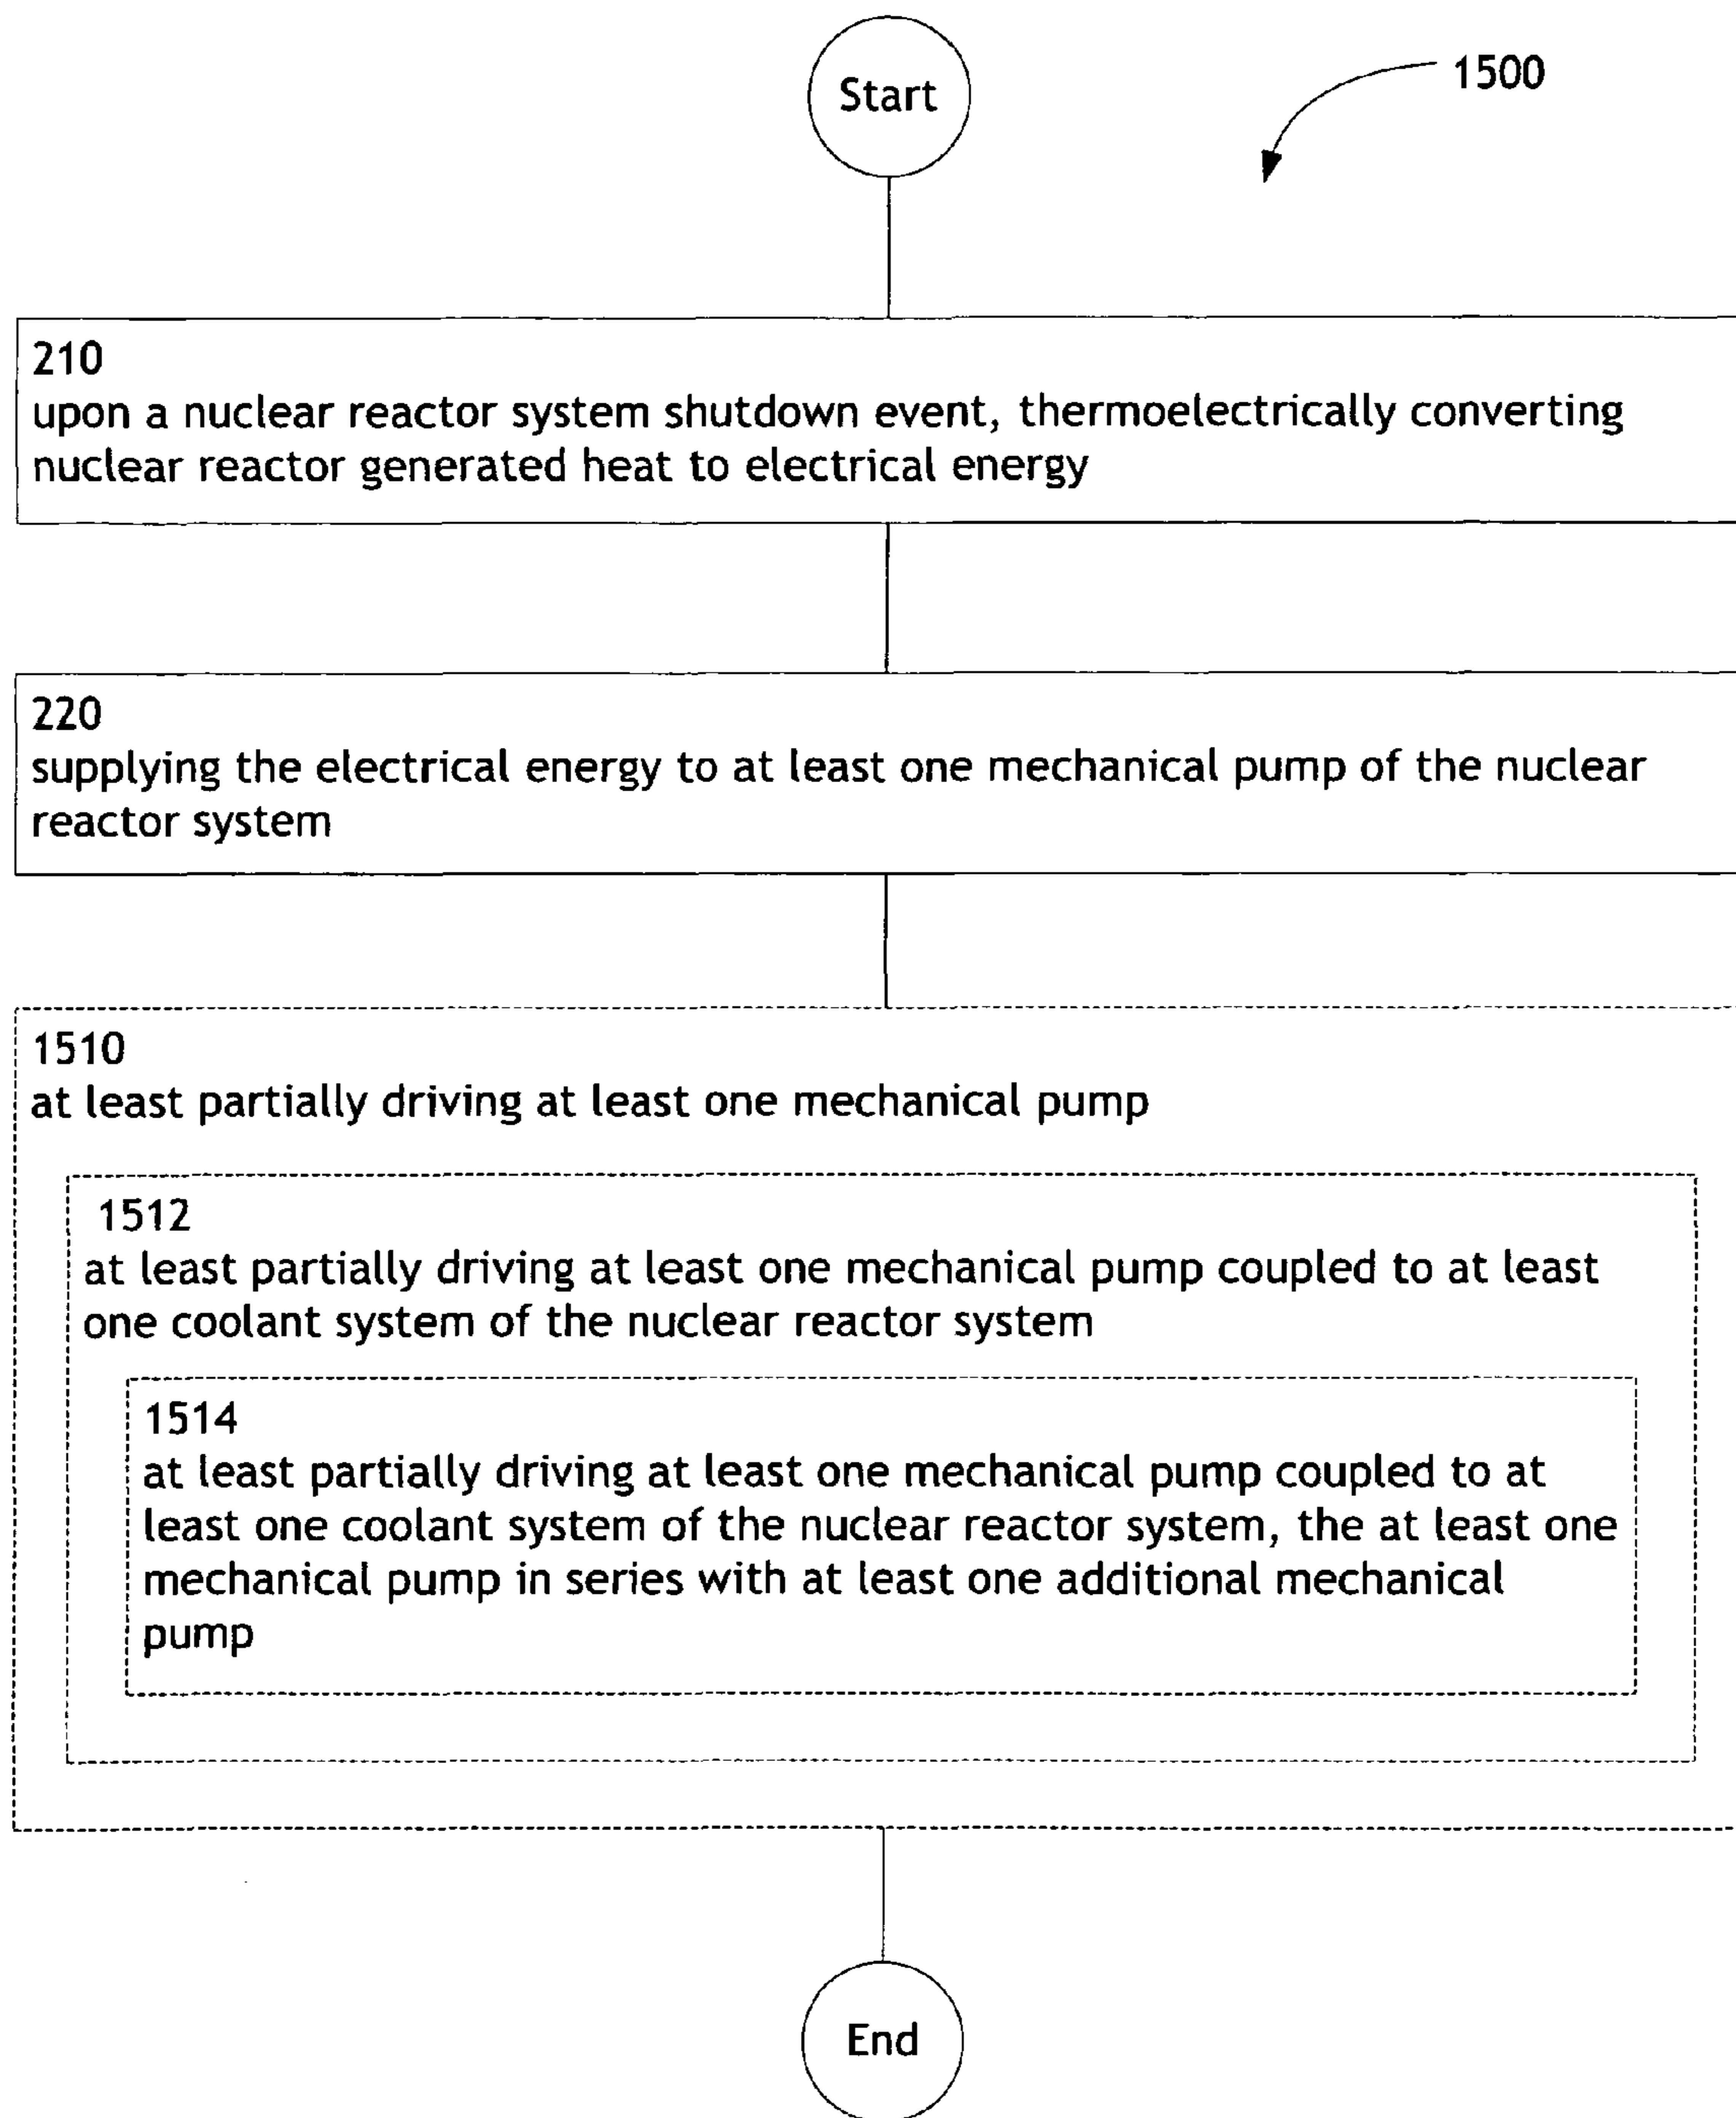 Start
1500
210
upon a nuclear reactor system shutdown event, thermoelectrically converting
nuclear reactor generated heat to electrical energy
220
supplying the electrical energy to at least one mechanical pump of the nuclear
reactor system
1510
at least partially driving at least one mechanical pump
1512
at least partially driving at least one mechanical pump coupled to at least
one coolant system of the nuclear reactor system
1514
at least partially driving at least one mechanical pump coupled to at
least one coolant system of the nuclear reactor system, the at least one
mechanical pump in series with at least one additional mechanical
pump
End